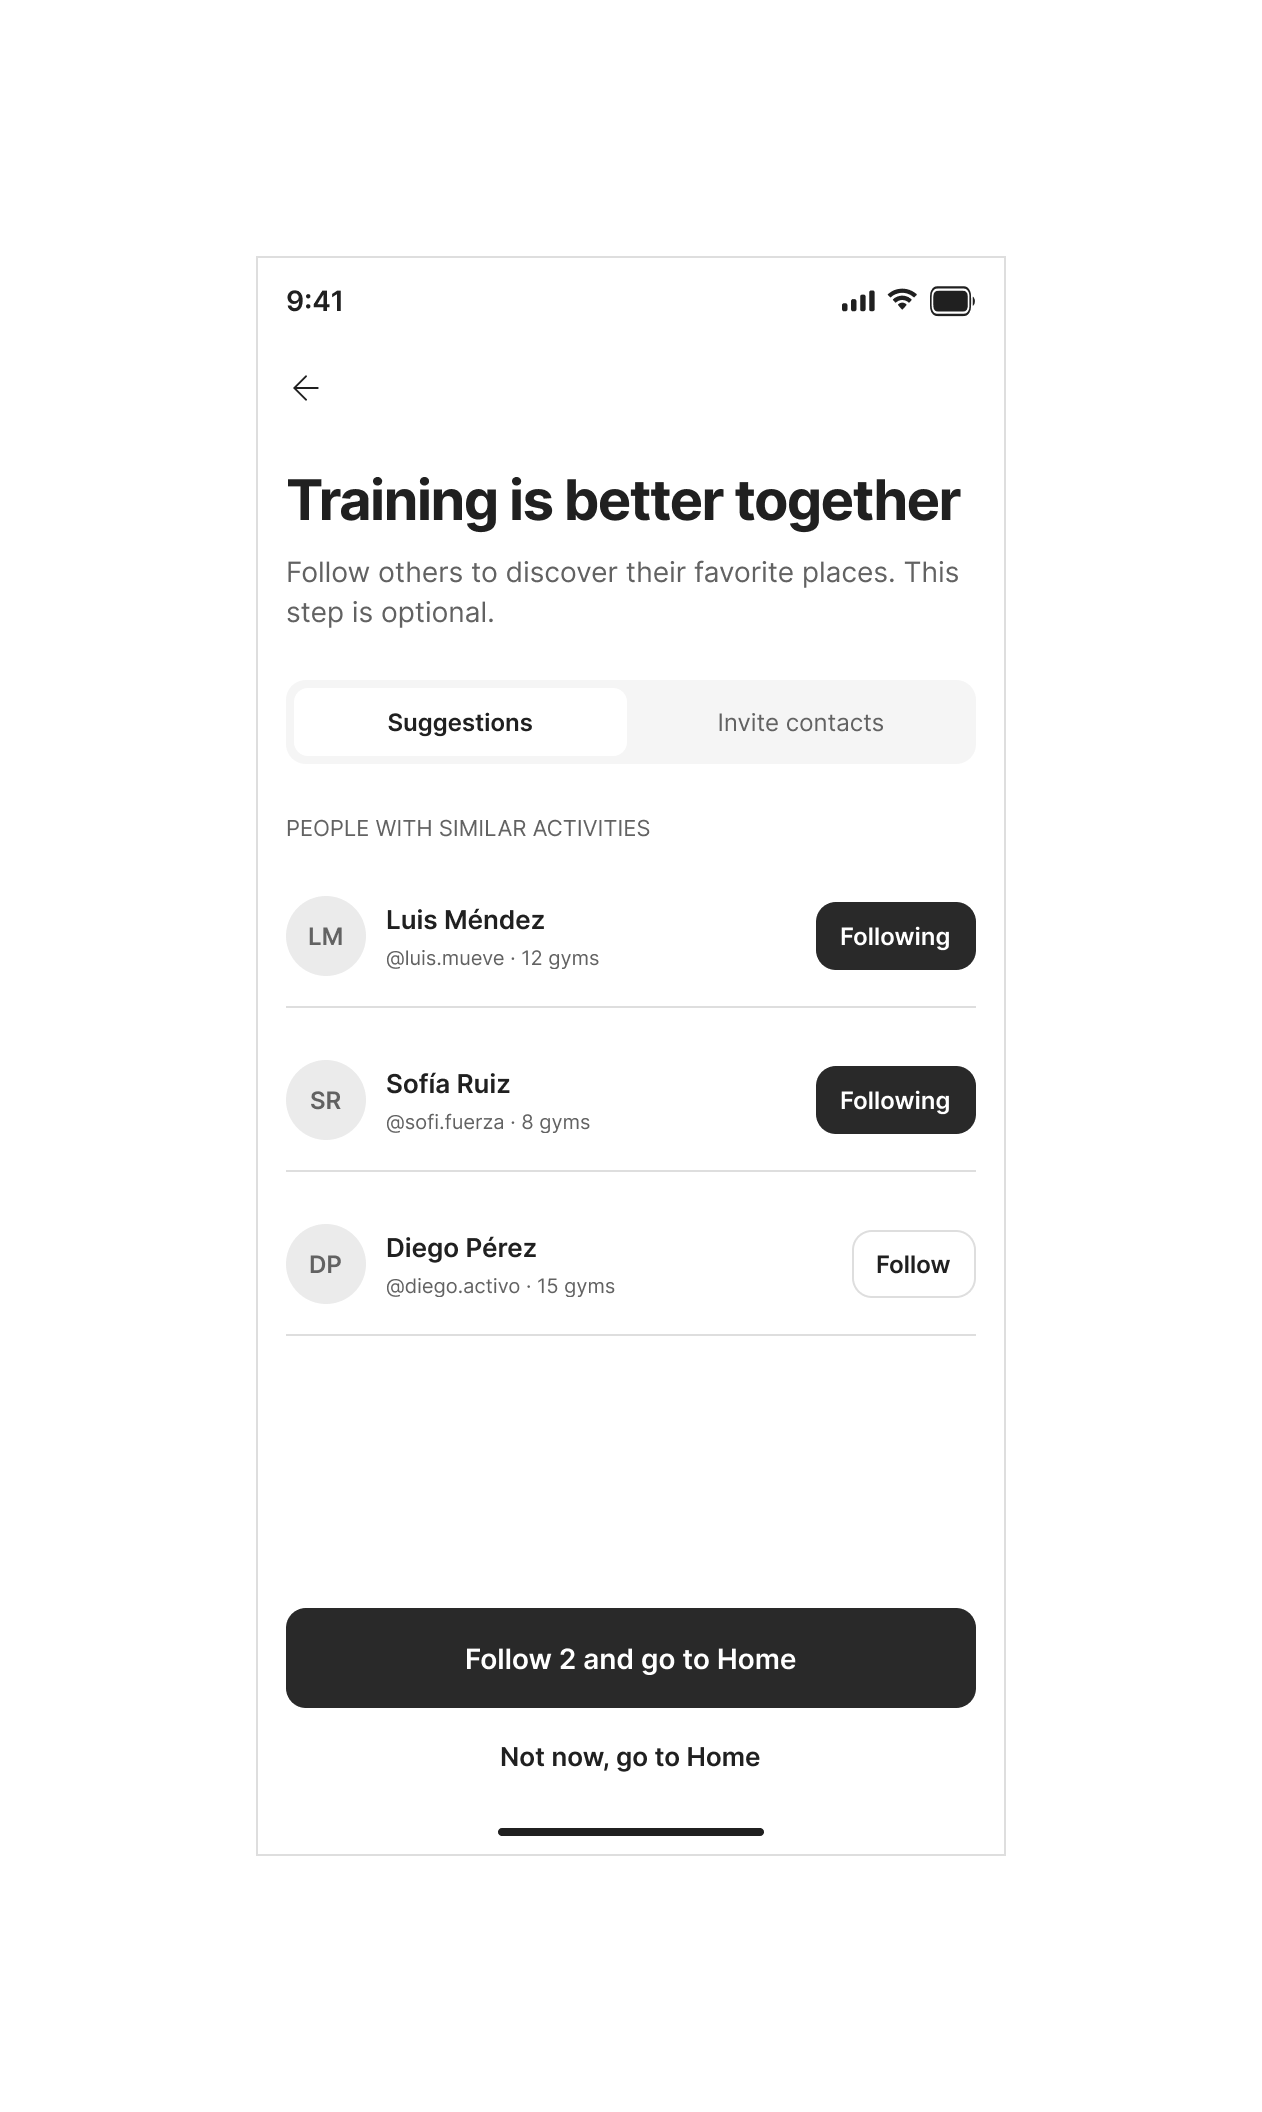 9:41
Training is better together
Follow others to discover their favorite places. This
step is optional.
Suggestions
Invite contacts
PEOPLE WITH SIMILAR ACTIVITIES
LM
Luis Méndez
@luis.mueve · 12 gyms
Following
SR
Sofía Ruiz
@sofi.fuerza · 8 gyms
Following
DP
Diego Pérez
@diego.activo · 15 gyms
Follow
Follow 2 and go to Home
Not now, go to Home